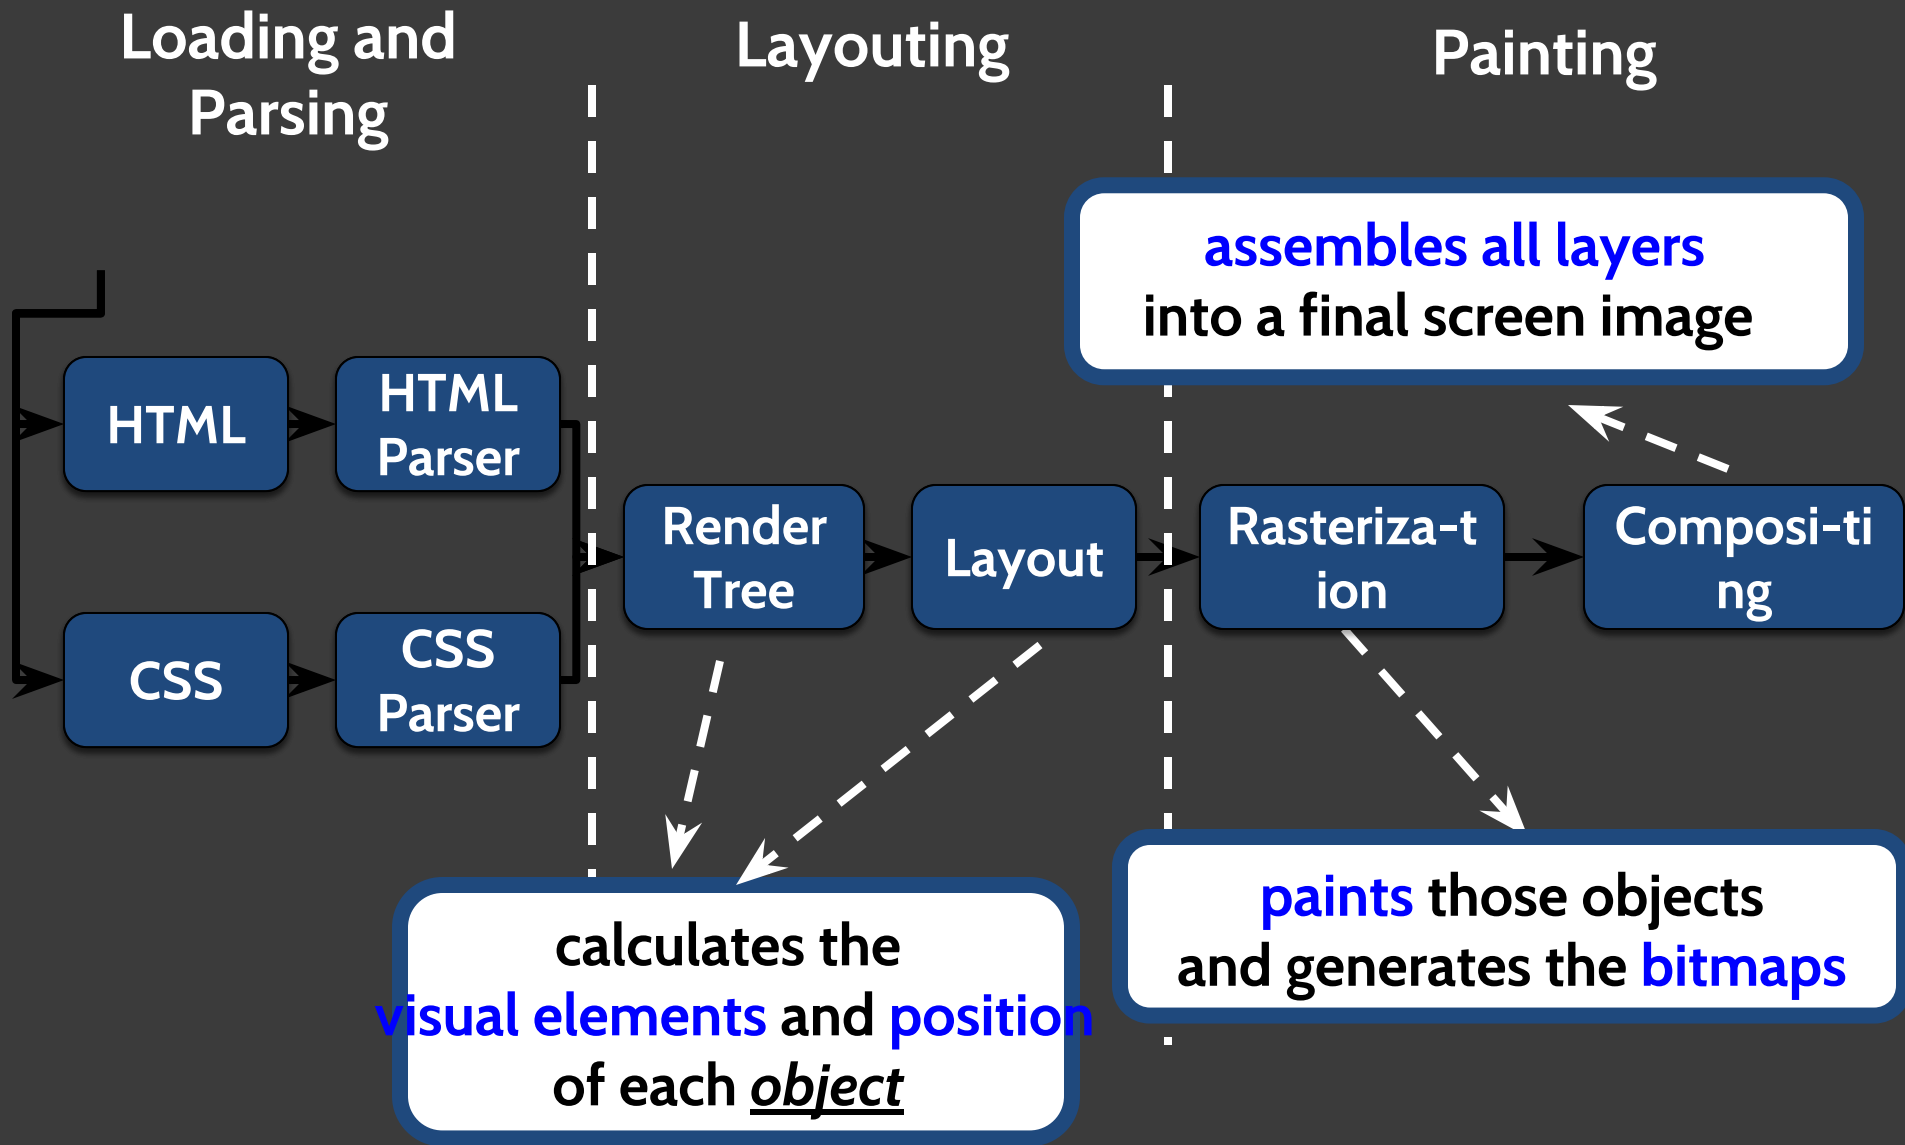 Loading and
Parsing
Layouting
Painting
assembles all layers
into a final screen image
HTML
HTML
Parser
CSS
CSS
Parser
Render
Tree
Layout
Rasteriza-t
ion
Composi-ti
ng
calculates the
visual elements and position
of each object
paints those objects
and generates the bitmaps